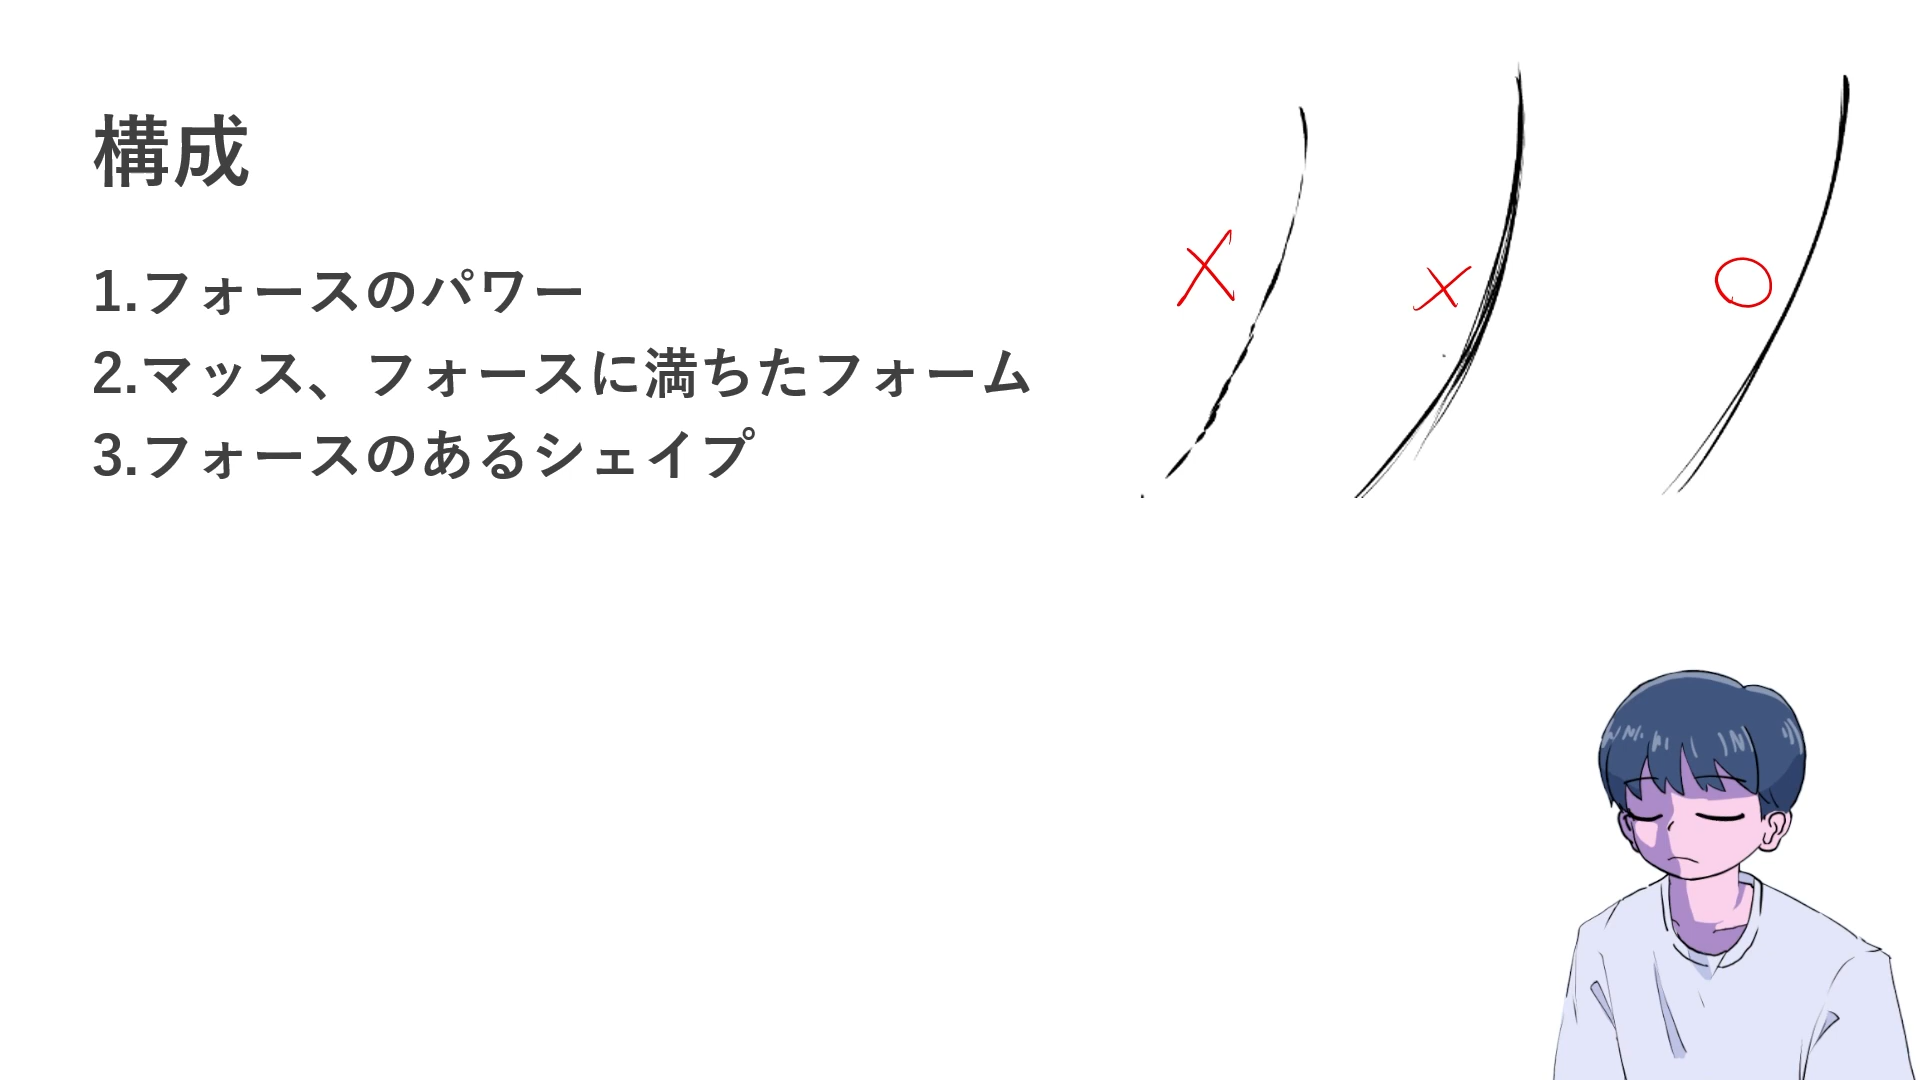 構成
1.フォースのパワー
2.マッス、フォースに満ちたフォーム
3.フォースのあるシェイプ